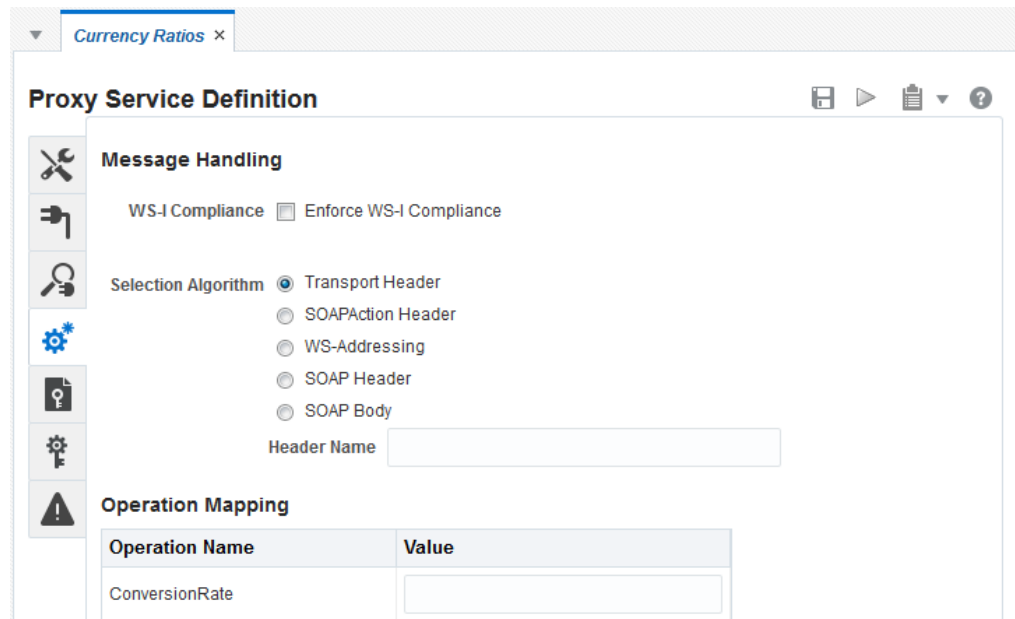 Currency Ratios ×
Proxy Service Definition
Message Handling
WS-I Compliance Enforce WS-I Compliance
Selection Algorithm Transport Header
SOAPAction Header
WS-Addressing
SOAP Header
SOAP Body
Header Name
Operation Mapping
Operation Name Value
ConversionRate